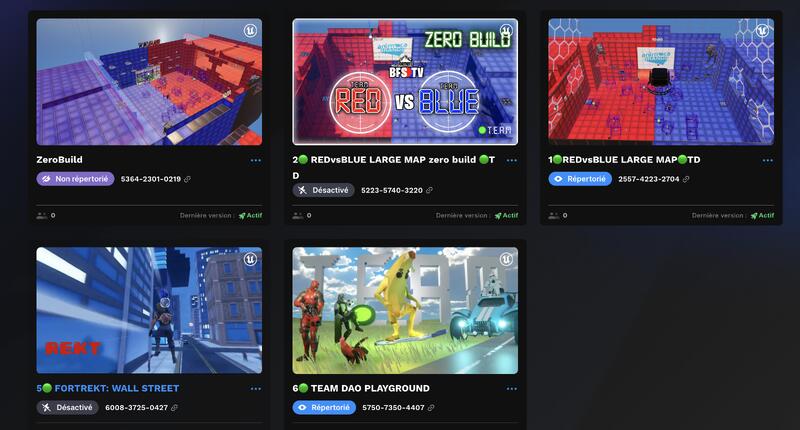 ZeroBuild
Non répertorié 5364-2301-0219
0 Dernière version : Actif
ZERO BUILD
BFS TV
TEAM TEAM
RED VS BLUE
T.E.A.M
2🟢 REDvsBLUE LARGE MAP zero build 🟢T
D
Désactivé 5223-5740-3220
0 Dernière version : Actif
1🟢REDvsBLUE LARGE MAP🟢TD
Répertorié 2557-4223-2704
0 Dernière version : Actif
REKT
5🟢 FORTREKT: WALL STREET
Désactivé 6008-3725-0427
TEAM
6🟢 TEAM DAO PLAYGROUND
Répertorié 5750-7350-4407